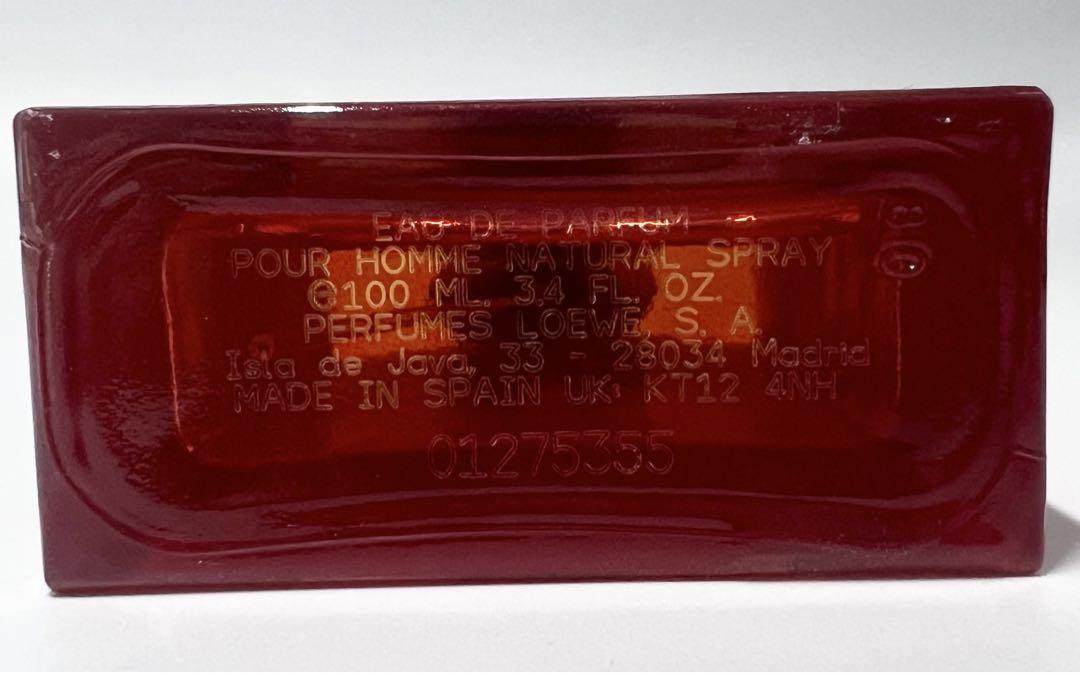 EAU DE PARFUM
POUR HOMME NATURAL SPRAY
℮100 ML. 3.4 FL. OZ.
PERFUMES LOEWE, S. A.
Isla de Java, 33 - 28034 Madrid
MADE IN SPAIN UK: KT12 4NH
01275355